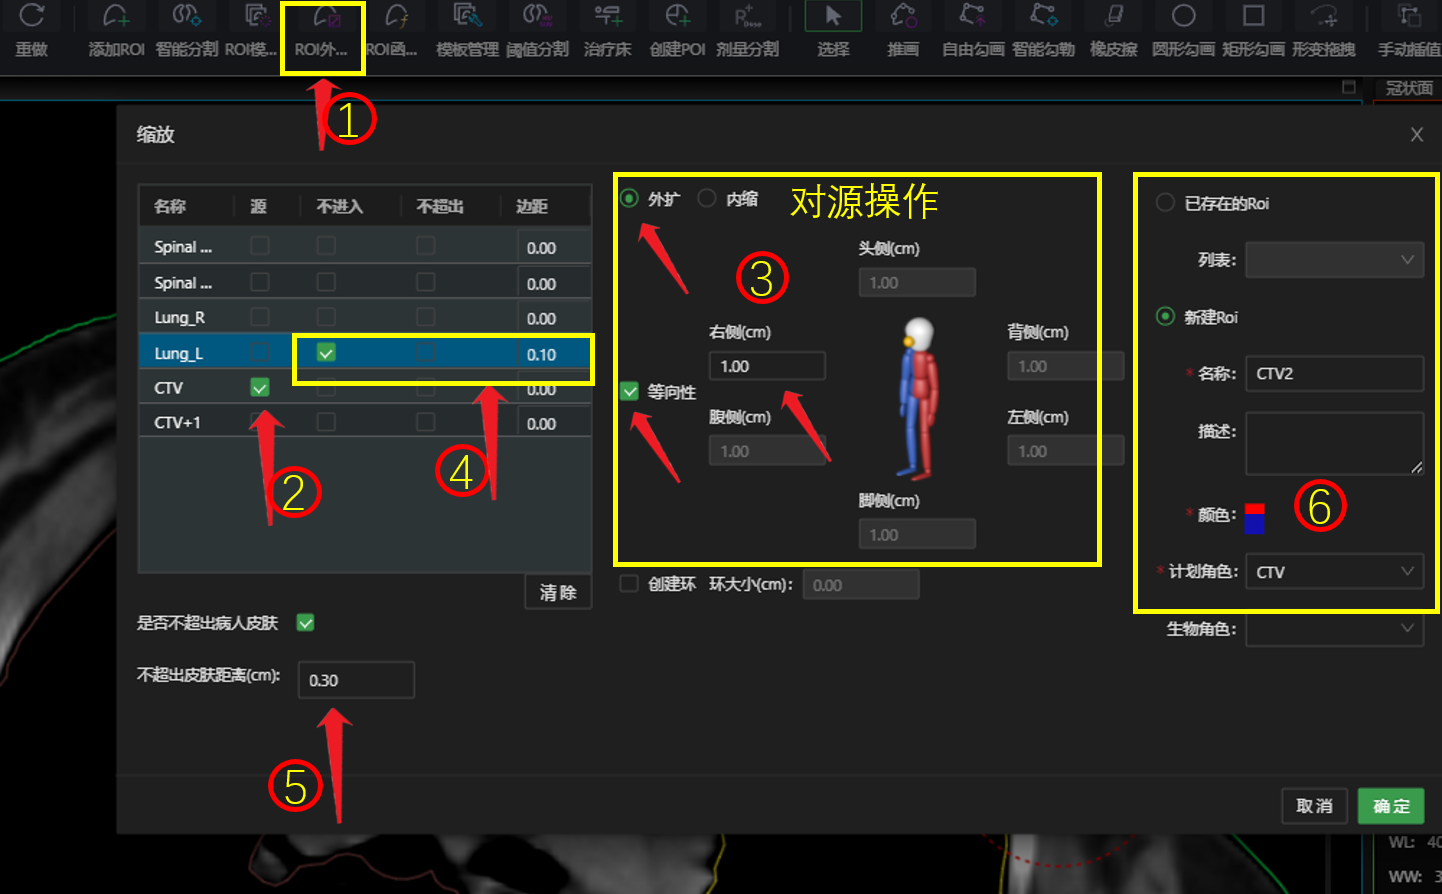 重做 添加ROI 智能分割 ROI模... ROI外... ROI函... 模板管理 阈值分割 治疗床 创建POI 剂量分割 选择 推画 自由勾画 智能勾勒 橡皮擦 圆形勾画 矩形勾画 形变拖拽 手动插值
冠状面
①
缩放
名称 源 不进入 不超出 边距
Spinal ... 0.00
Spinal ... 0.00
Lung_R 0.00
Lung_L 0.10
CTV 0.00
CTV+1 0.00
②
④
清除
是否不超出病人皮肤
不超出皮肤距离(cm): 0.30
⑤
外扩 内缩 对源操作
③
头侧(cm)
1.00
右侧(cm) 背侧(cm)
1.00 1.00
等向性
腹侧(cm) 左侧(cm)
1.00 1.00
脚侧(cm)
1.00
创建环 环大小(cm): 0.00
已存在的Roi
列表:
新建Roi
* 名称: CTV2
描述:
* 颜色:
⑥
* 计划角色: CTV
生物角色:
取消 确定
WL: 40
WW: 3